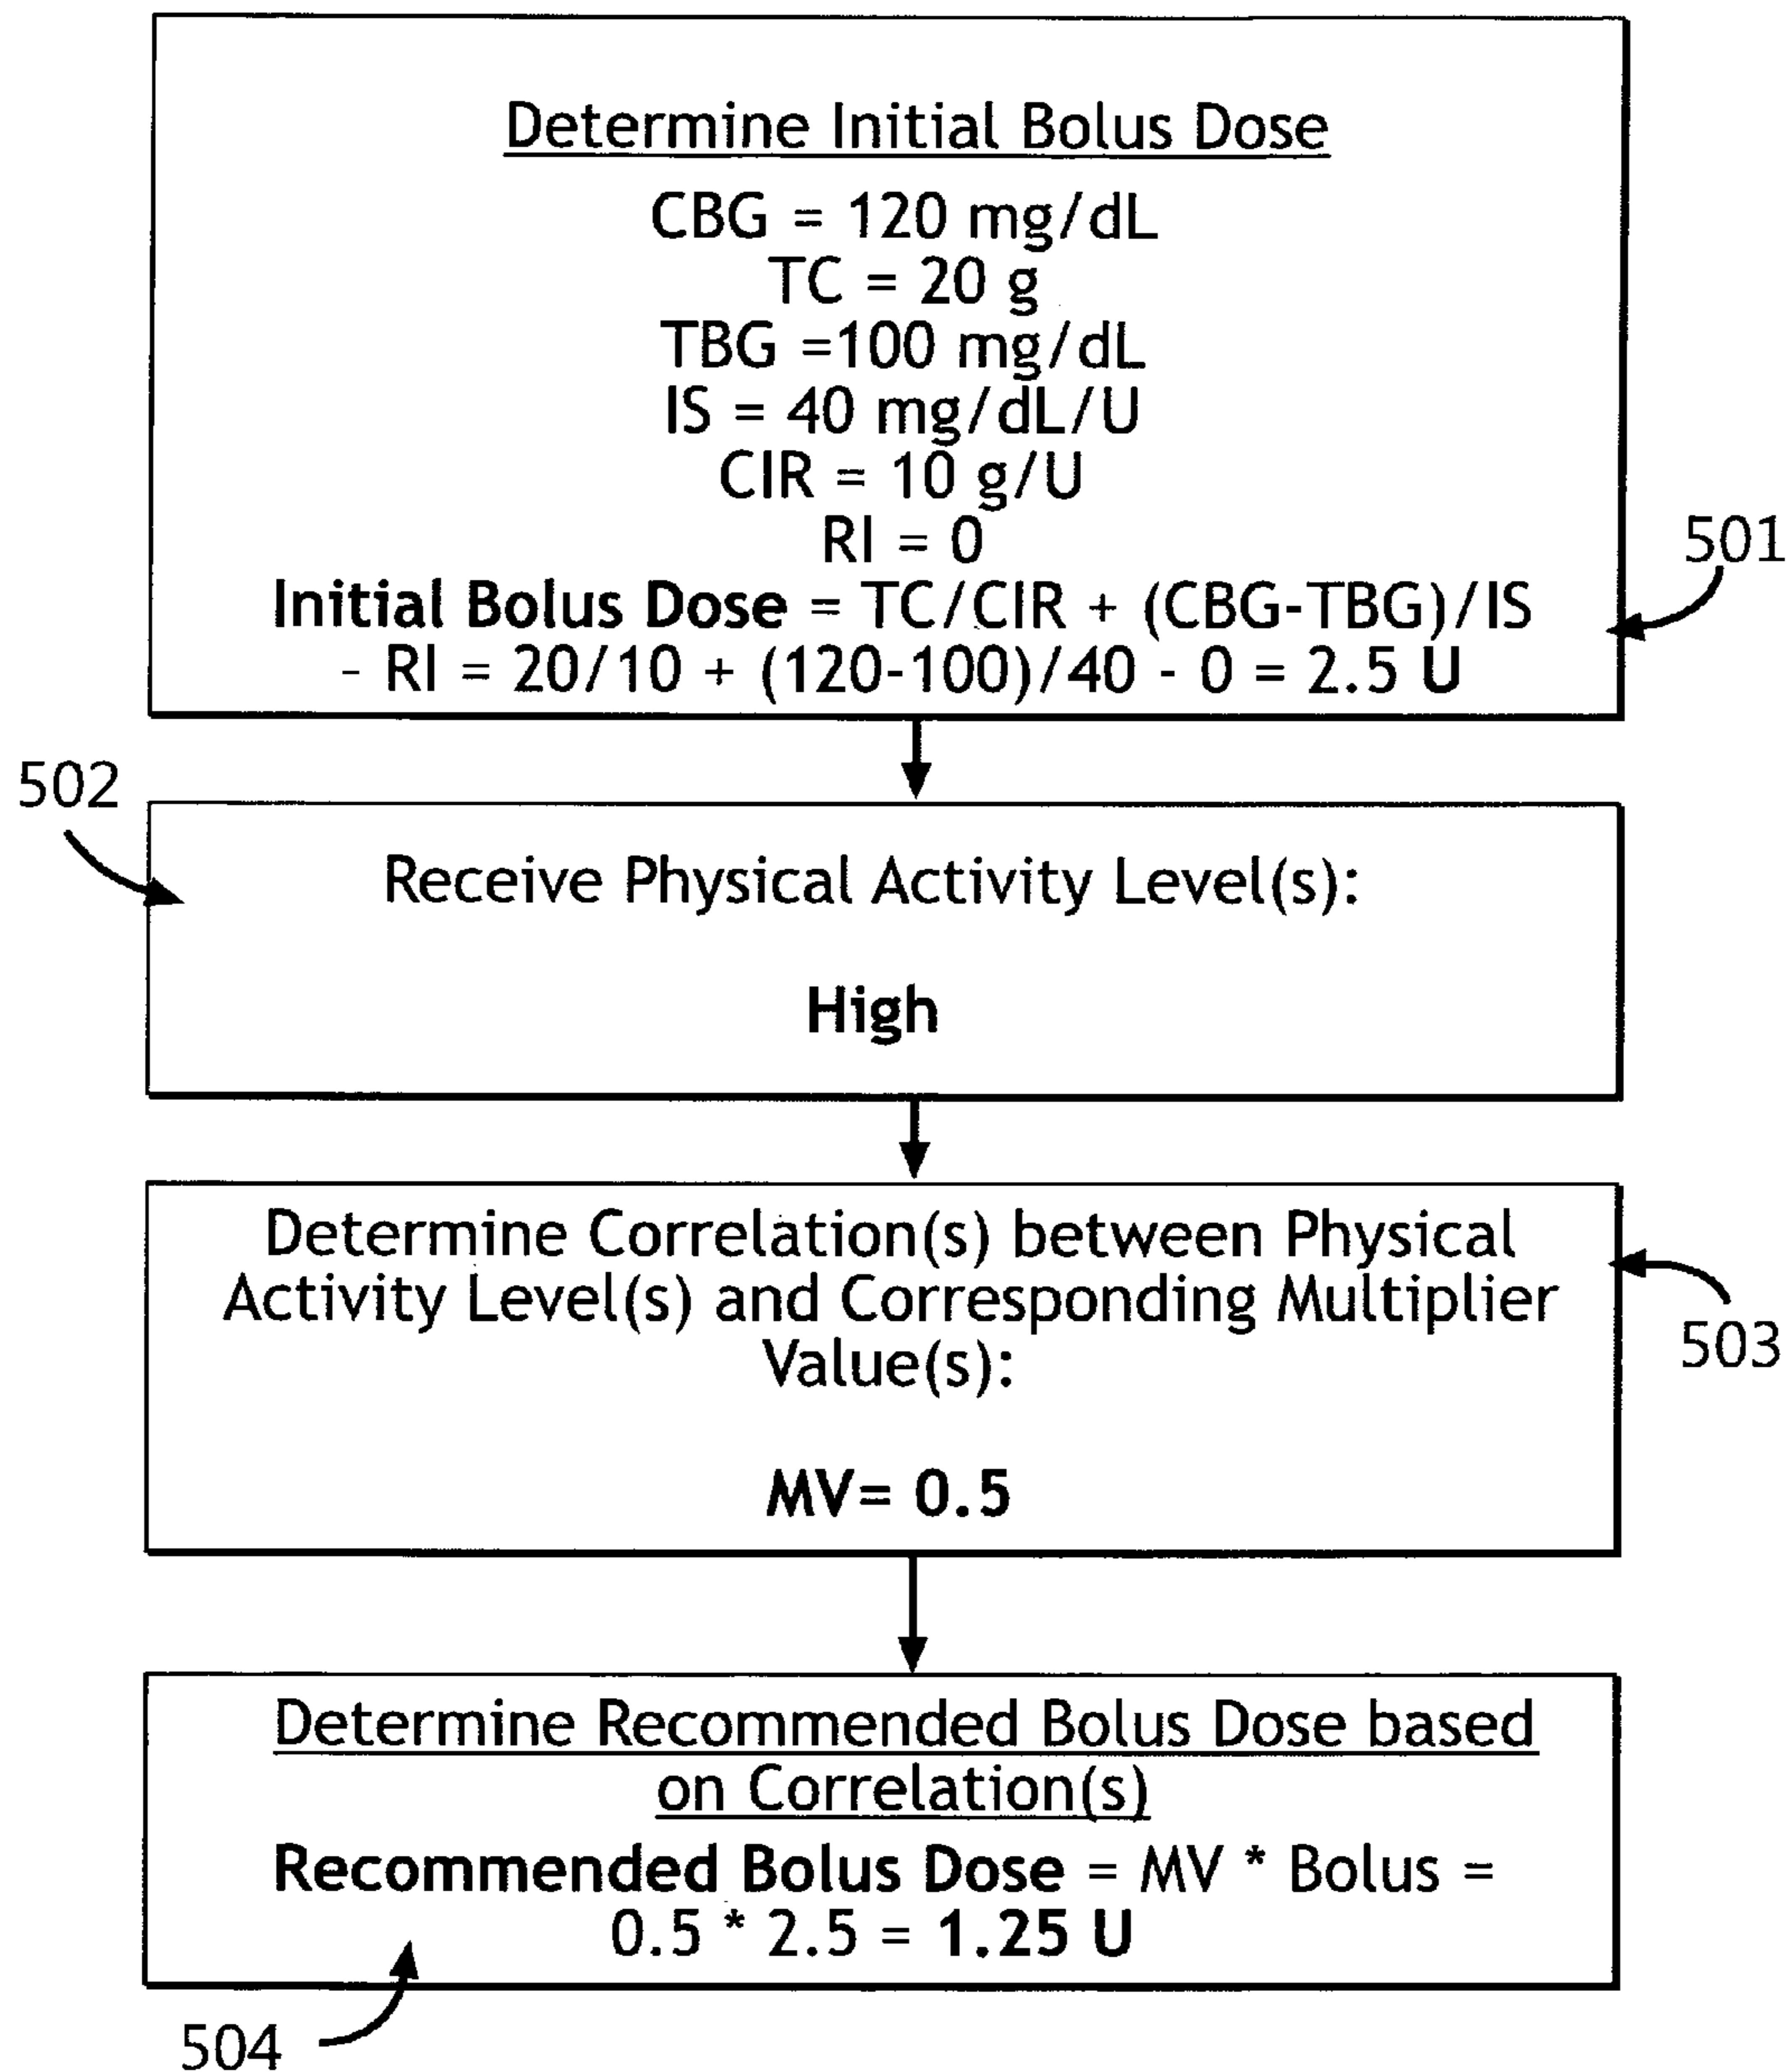 Determine Initial Bolus Dose
CBG = 120 mg/dL
TC = 20 g
TBG =100 mg/dL
IS = 40 mg/dL/U
CIR = 10 g/U
RI = 0
Initial Bolus Dose = TC/CIR + (CBG-TBG)/IS
- RI = 20/10 + (120-100)/40 - 0 = 2.5 U
501
502
Receive Physical Activity Level(s):
High
Determine Correlation(s) between Physical
Activity Level(s) and Corresponding Multiplier
Value(s):
MV= 0.5
503
Determine Recommended Bolus Dose based
on Correlation(s)
Recommended Bolus Dose = MV * Bolus =
0.5 * 2.5 = 1.25 U
504